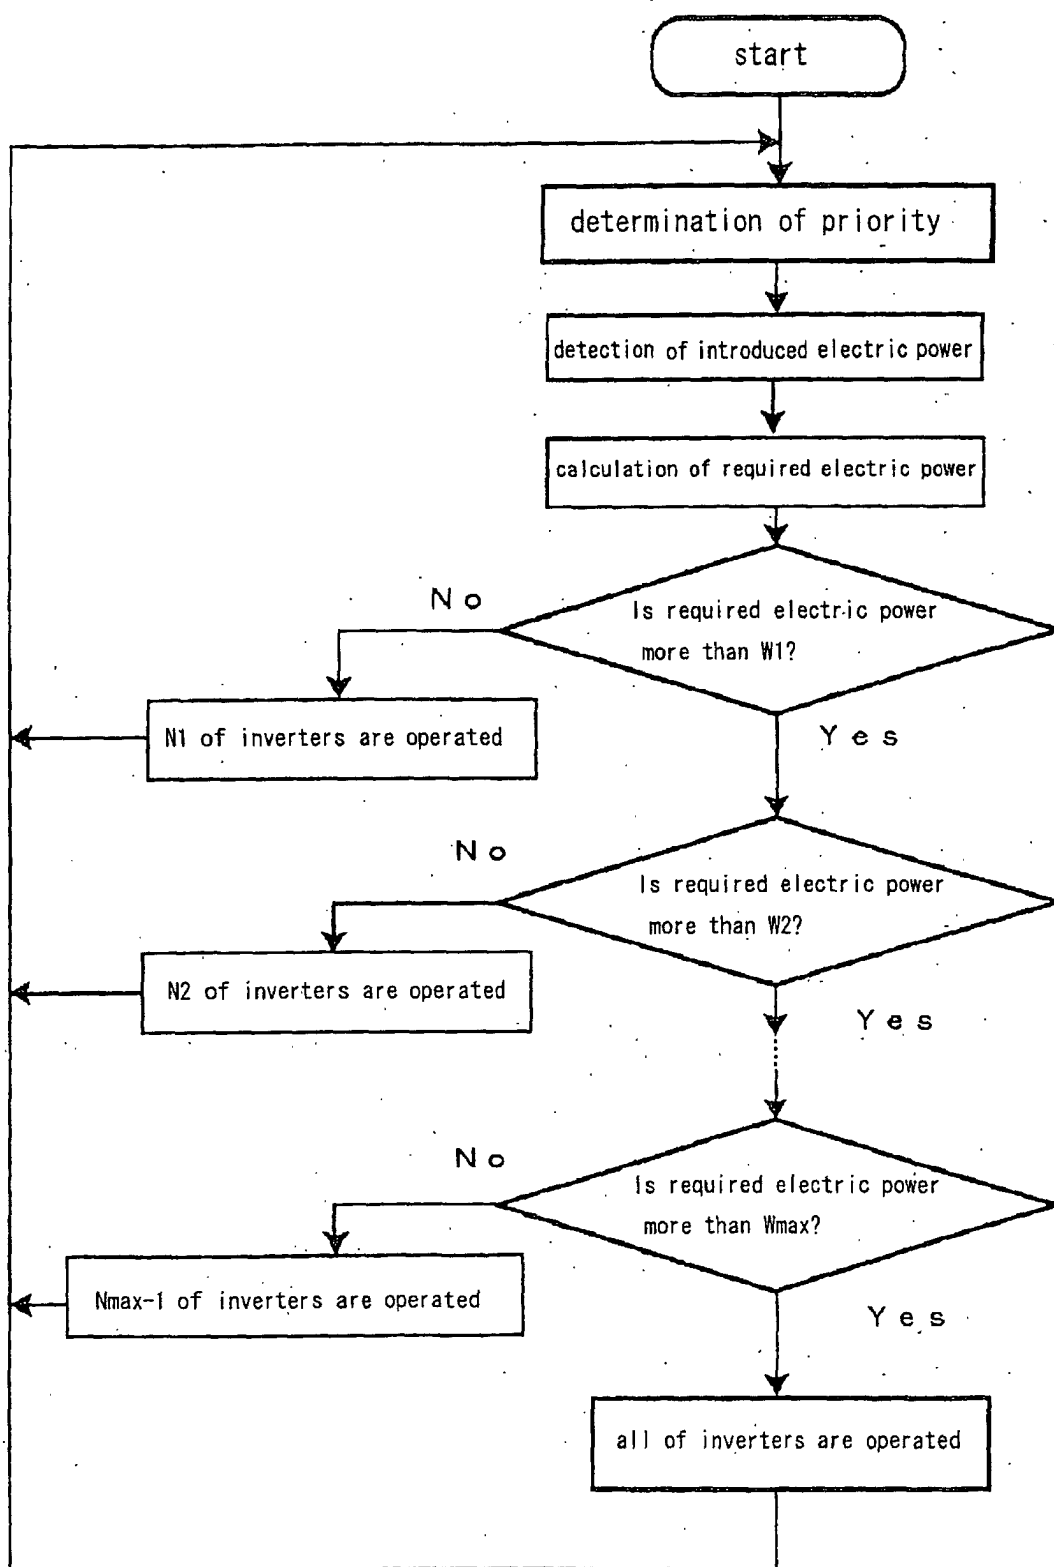 start
determination of priority
detection of introduced electric power
calculation of required electric power
No
Is required electric power
more than W1?
N1 of inverters are operated
Yes
No
Is required electric power
more than W2?
N2 of inverters are operated
Yes
No
Is required electric power
more than Wmax?
Nmax-1 of inverters are operated
Yes
all of inverters are operated